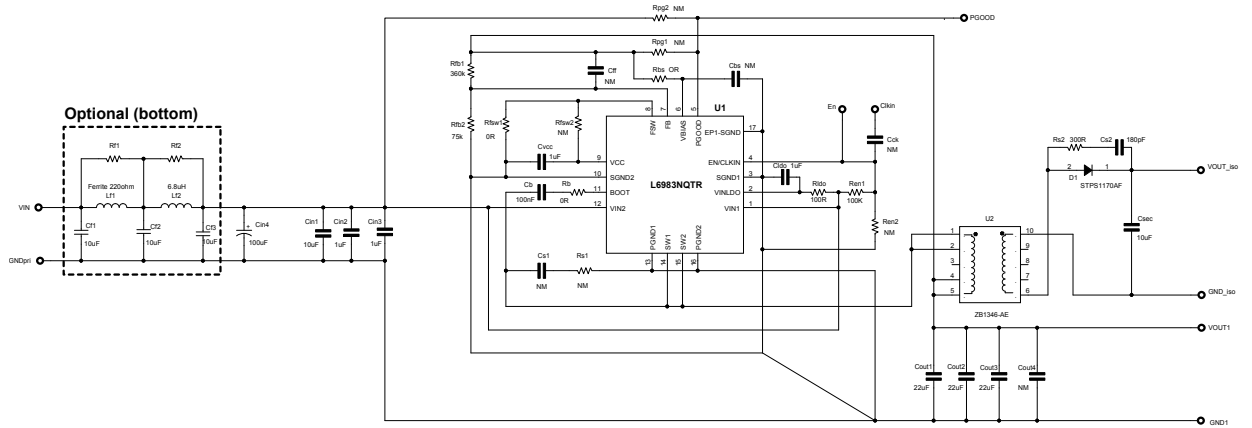 Rpg2 NM
PGOOD
Rpg1 NM
Rfb1
360k
Cff
NM
Rbs OR
Cbs NM
U1
En
Clkin
Optional (bottom)
Rf1
Rf2
Ferrite 220ohm
Lf1
6.8uH
Lf2
Rfb2
75k
Rfsw1
0R
Rfsw2
NM
8
7
6
5
FSW
FB
VBIAS
PGOOD
EP1-SGND
17
Cck
NM
Rs2 300R
Cs2
180pF
2
1
D1
STPS1170AF
VOUT_iso
Cvcc
1uF
9
VCC
EN/CLKIN
4
10
SGND2
SGND1
3
Cldo 1uF
Cb
100nF
Rb
0R
11
BOOT
L6983NQTR
VINLDO
2
Rldo
100R
Ren1
100K
12
VIN2
VIN1
1
VIN
Cf1
10uF
Cf2
10uF
Cf3
10uF
+
Cin4
100uF
Cin1
10uF
Cin2
1uF
Cin3
1uF
Ren2
NM
Csec
10uF
U2
1
2
3
4
5
10
9
8
7
6
ZB1346-AE
GNDpri
PGND1
SW1
SW2
PGND2
13
14
15
16
Cs1
NM
Rs1
NM
GND_iso
VOUT1
Cout1
22uF
Cout2
22uF
Cout3
22uF
Cout4
NM
GND1